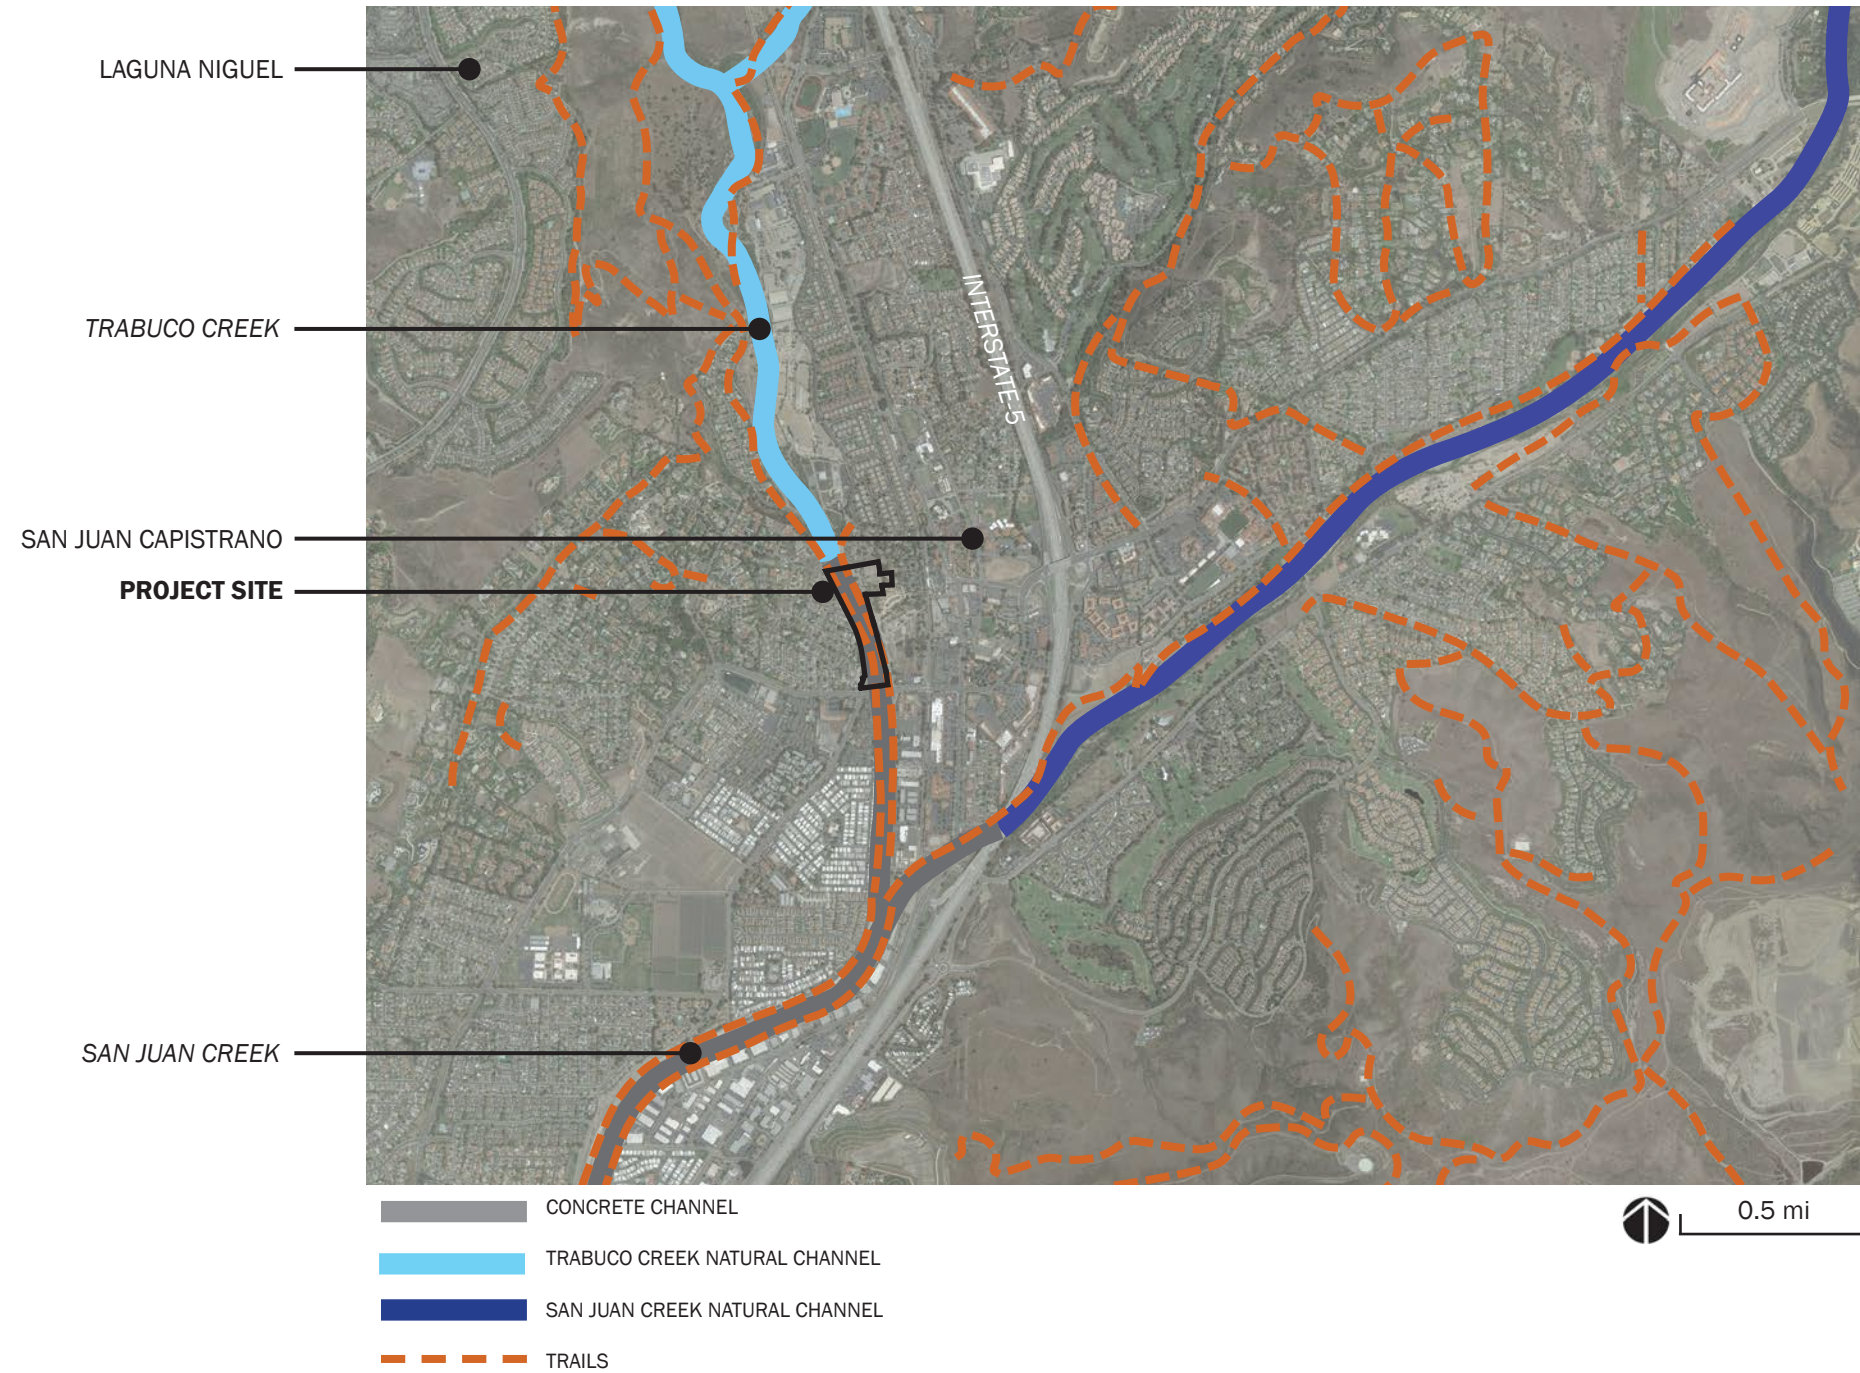 LAGUNA NIGUEL
TRABUCO CREEK
INTERSTATE-5
SAN JUAN CAPISTRANO
PROJECT SITE
SAN JUAN CREEK
CONCRETE CHANNEL
TRABUCO CREEK NATURAL CHANNEL
SAN JUAN CREEK NATURAL CHANNEL
TRAILS
0.5 mi